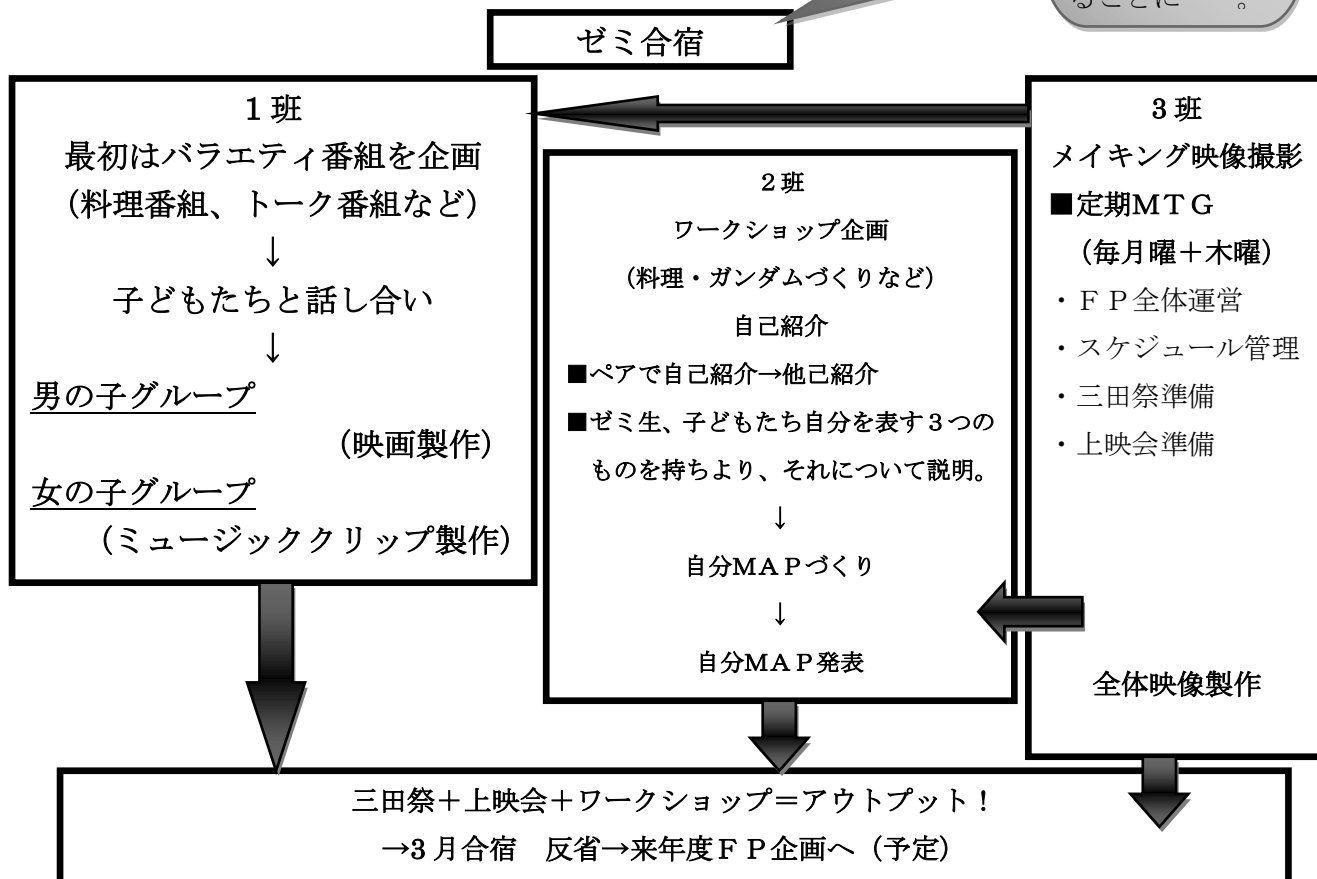 ることに　。
ゼミ合宿
1班
最初はバラエティ番組を企画
（料理番組、トーク番組など）
↓
子どもたちと話し合い
↓
男の子グループ
（映画製作）
女の子グループ
（ミュージッククリップ製作）
２班
ワークショップ企画
（料理・ガンダムづくりなど）
自己紹介
■ペアで自己紹介→他己紹介
■ゼミ生、子どもたち自分を表す３つの
ものを持ちより、それについて説明。
↓
自分MAPづくり
↓
自分MAP発表
3班
メイキング映像撮影
■定期MTG
（毎月曜＋木曜）
・ＦＰ全体運営
・スケジュール管理
・三田祭準備
・上映会準備
全体映像製作
三田祭＋上映会＋ワークショップ＝アウトプット！
→3月合宿　反省→来年度ＦＰ企画へ（予定）